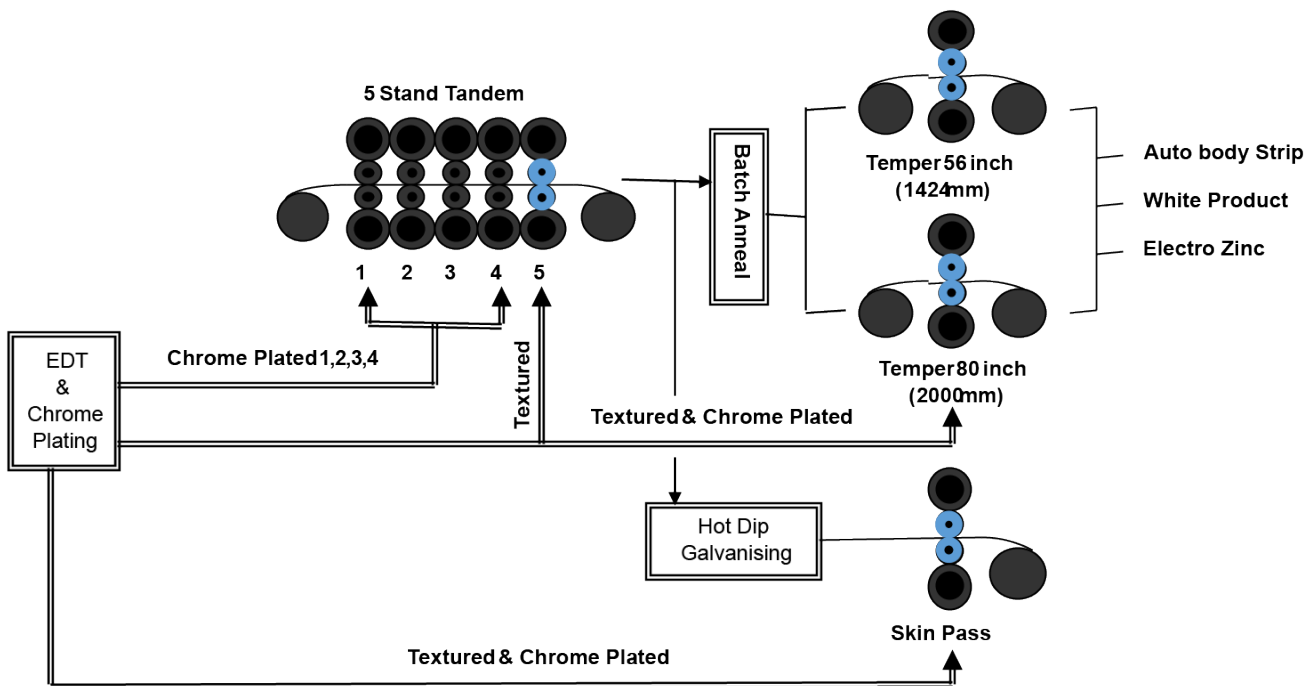 5 Stand Tandem
1 2 3 4 5
Batch Anneal
Temper 56 inch
(1424mm)
Temper 80 inch
(2000mm)
Auto body Strip
White Product
Electro Zinc
EDT
&
Chrome
Plating
Chrome Plated 1,2,3,4
Textured
Textured & Chrome Plated
Hot Dip
Galvanising
Skin Pass
Textured & Chrome Plated